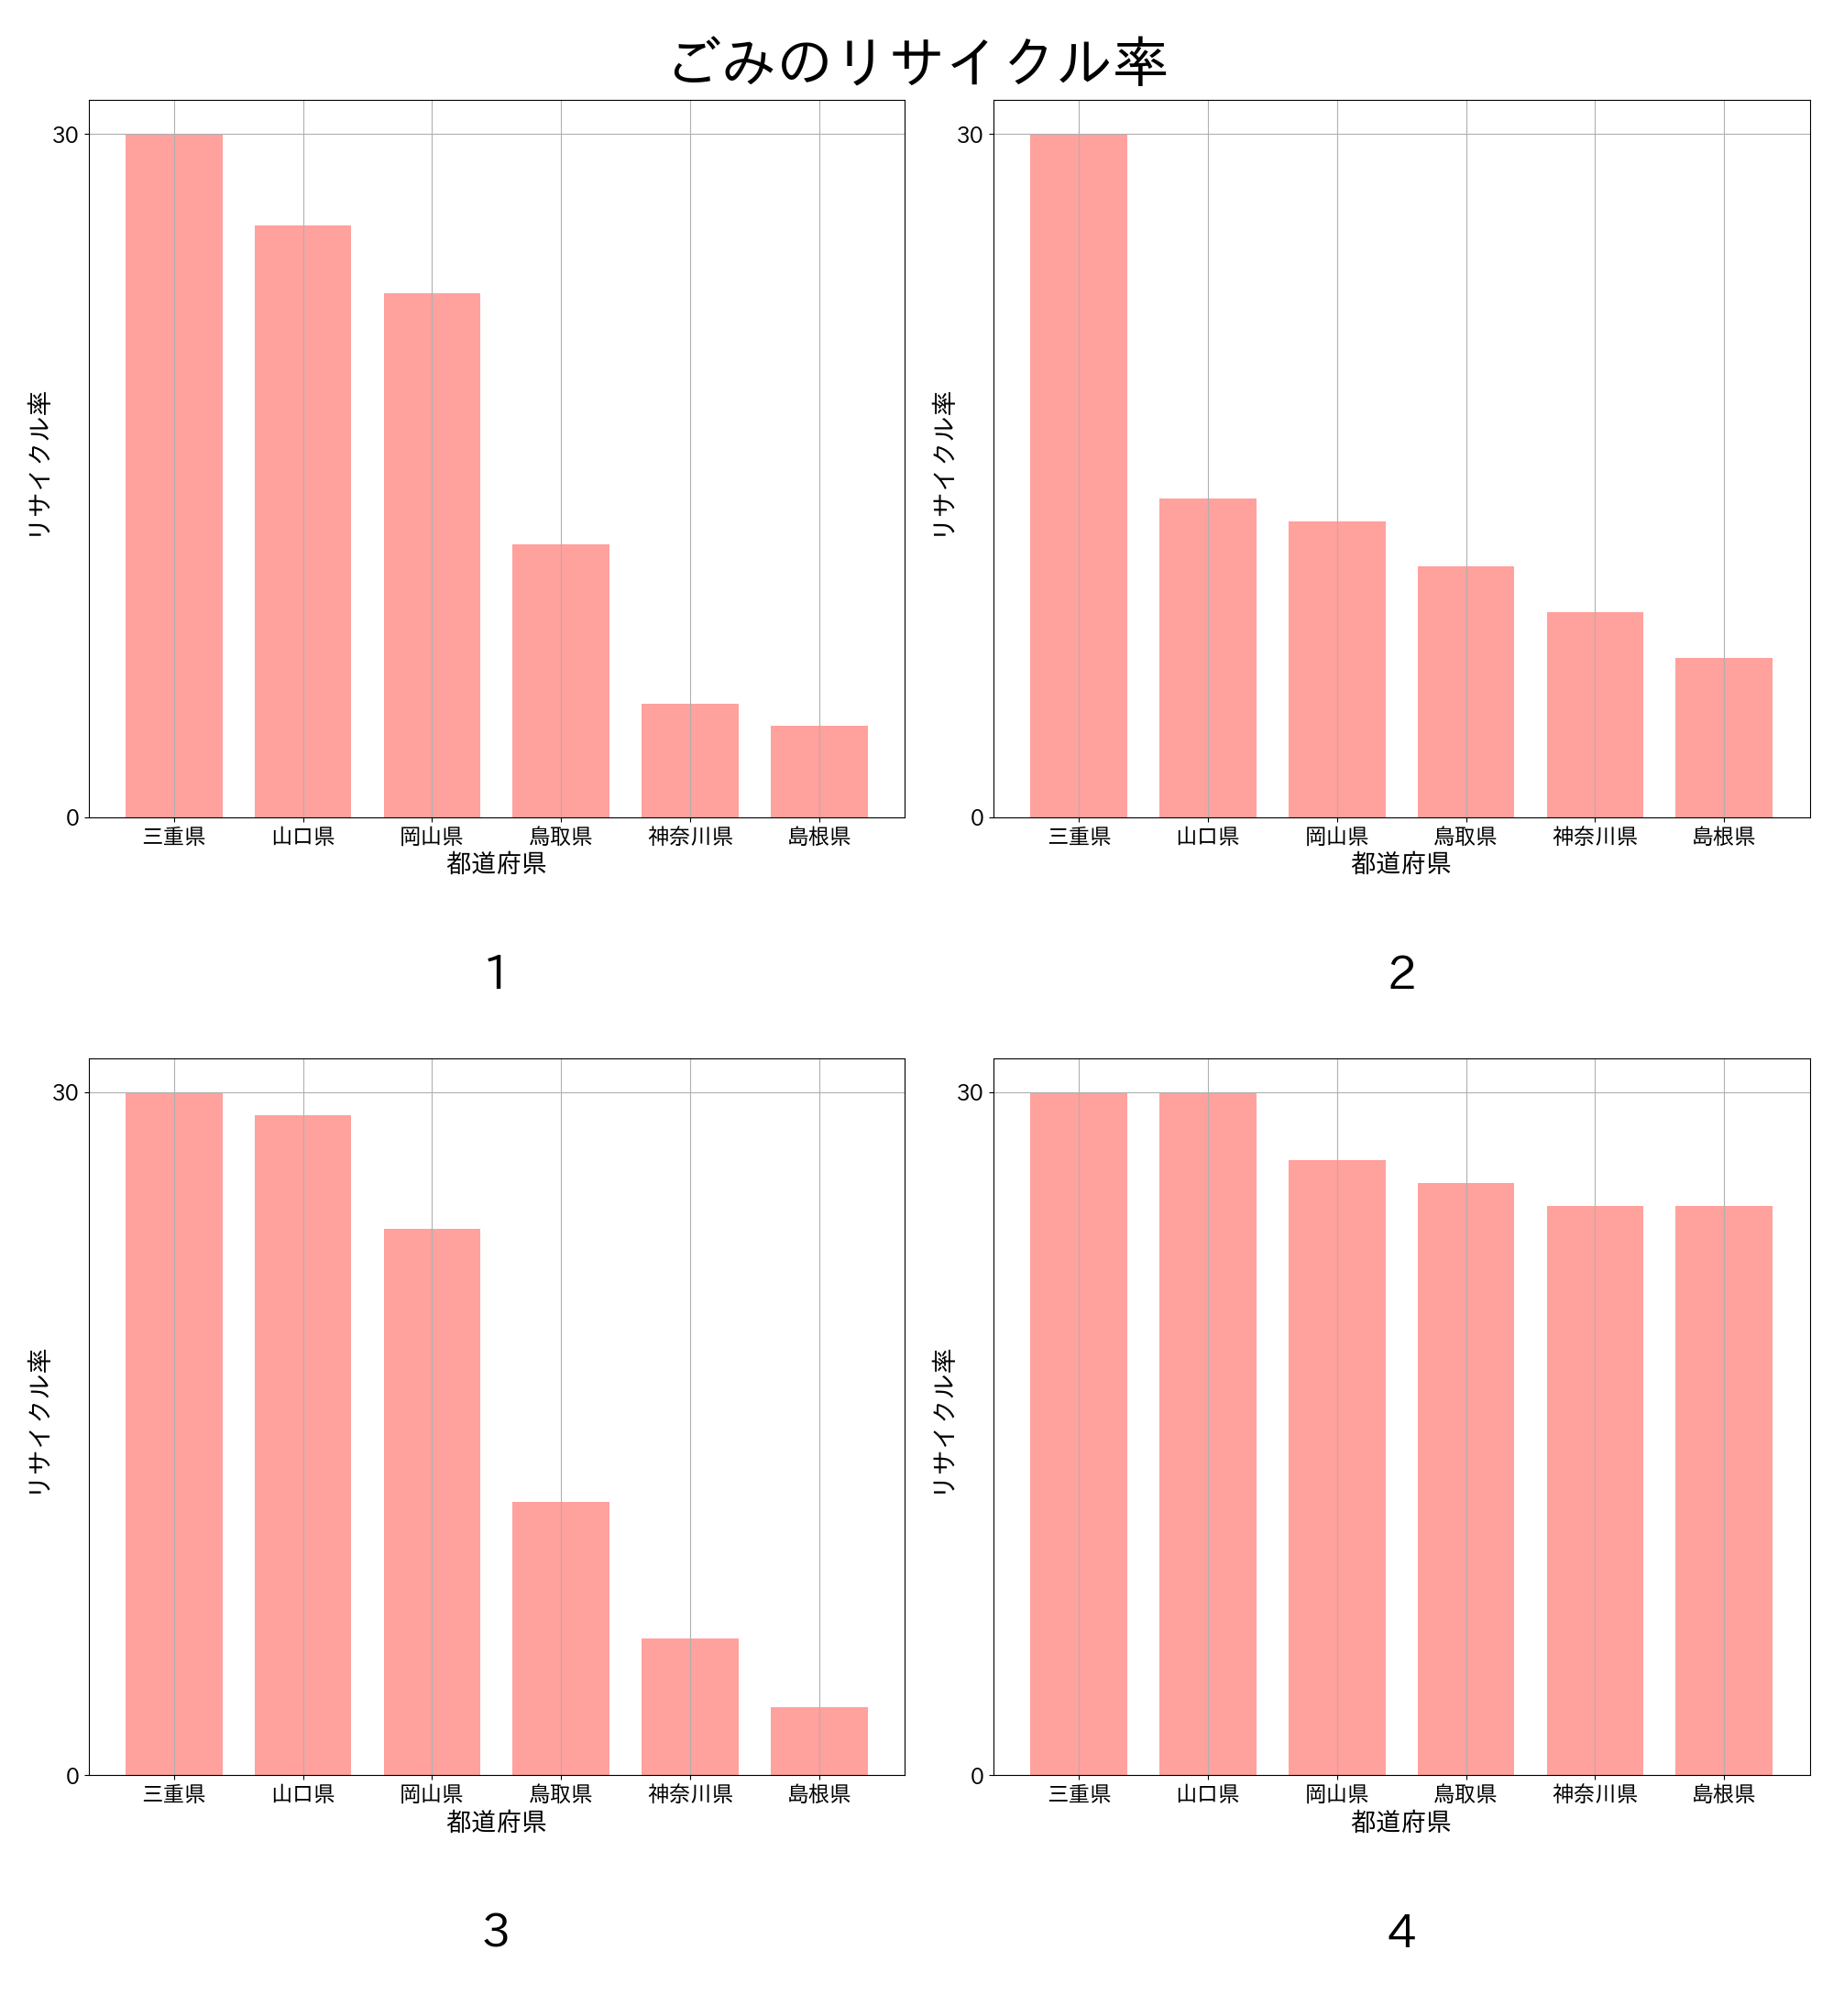 ごみのリサイクル率
30
0
リサイクル率
三重県 山口県 岡山県 鳥取県 神奈川県 島根県
都道府県
1
30
0
リサイクル率
三重県 山口県 岡山県 鳥取県 神奈川県 島根県
都道府県
2
30
0
リサイクル率
三重県 山口県 岡山県 鳥取県 神奈川県 島根県
都道府県
3
30
0
リサイクル率
三重県 山口県 岡山県 鳥取県 神奈川県 島根県
都道府県
4